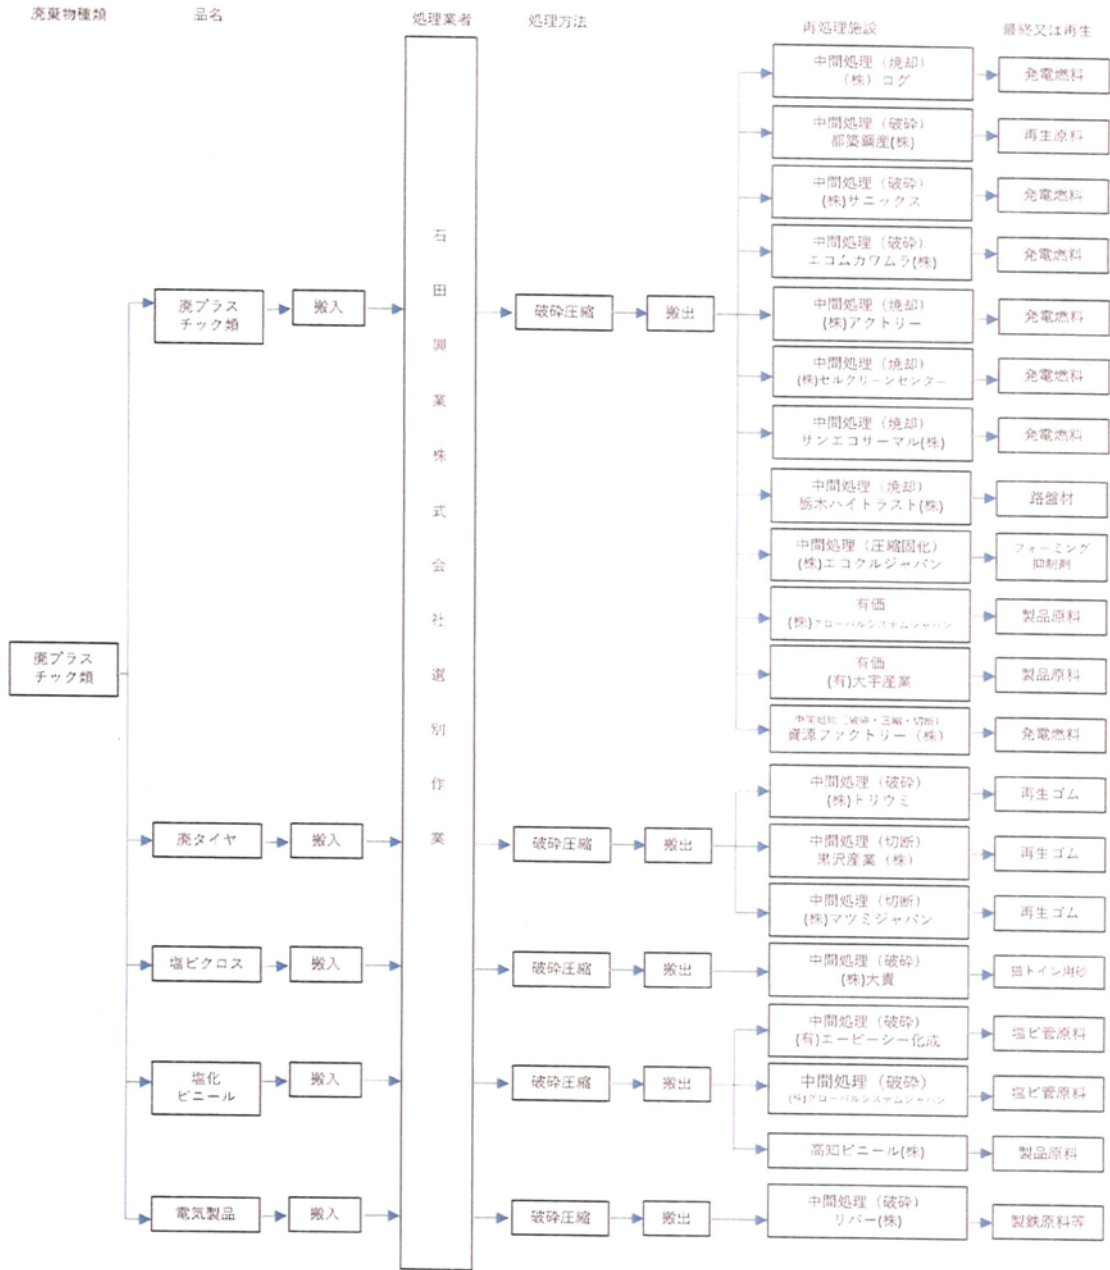 廃棄物種類
品名
処理業者
処理方法
再処理施設
最終又は再生
廃プラス
チック類
廃プラス
チック類
搬入
石田興業株式会社選別作業
破砕圧縮
搬出
中間処理（焼却）
（株）ログ
発電燃料
中間処理（破砕）
都築鋼産(株)
再生原料
中間処理（破砕）
(株)サニックス
発電燃料
中間処理（破砕）
エコムカワムラ(株)
発電燃料
中間処理（焼却）
(株)アクトリー
発電燃料
中間処理（焼却）
(株)セルクリーンセンター
発電燃料
中間処理（焼却）
サンエコサーマル(株)
発電燃料
中間処理（焼却）
栃木ハイトラスト(株)
路盤材
中間処理（圧縮固化）
(株)エコクルジャパン
フォーミング
抑制剤
有価
(株)グローバルシステムジャパン
製品原料
有価
(有)大宇産業
製品原料
中間処理（破砕・圧縮・切断）
資源ファクトリー（株）
発電燃料
廃タイヤ
搬入
破砕圧縮
搬出
中間処理（破砕）
(株)トリウミ
再生ゴム
中間処理（切断）
黒沢産業（株）
再生ゴム
中間処理（切断）
(株)マツミジャパン
再生ゴム
塩ビクロス
搬入
破砕圧縮
搬出
中間処理（破砕）
(株)大貴
猫トイレ用砂
塩化
ビニール
搬入
破砕圧縮
搬出
中間処理（破砕）
(有)エービーシー化成
塩ビ管原料
中間処理（破砕）
(株)グローバルシステムジャパン
塩ビ管原料
高知ビニール(株)
製品原料
電気製品
搬入
破砕圧縮
搬出
中間処理（破砕）
リバー(株)
製鉄原料等